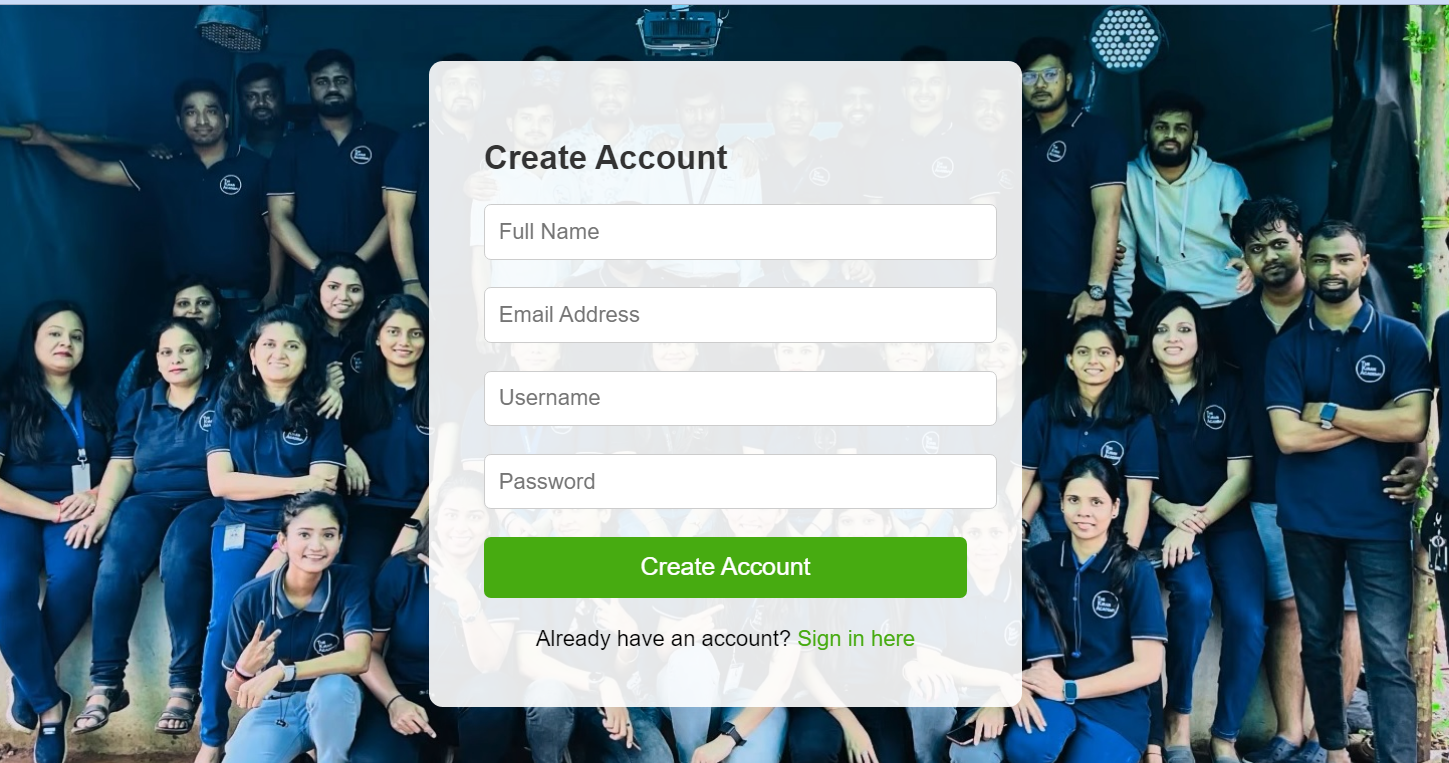 Create Account
Full Name
Email Address
Username
Password
Create Account
Already have an account? Sign in here